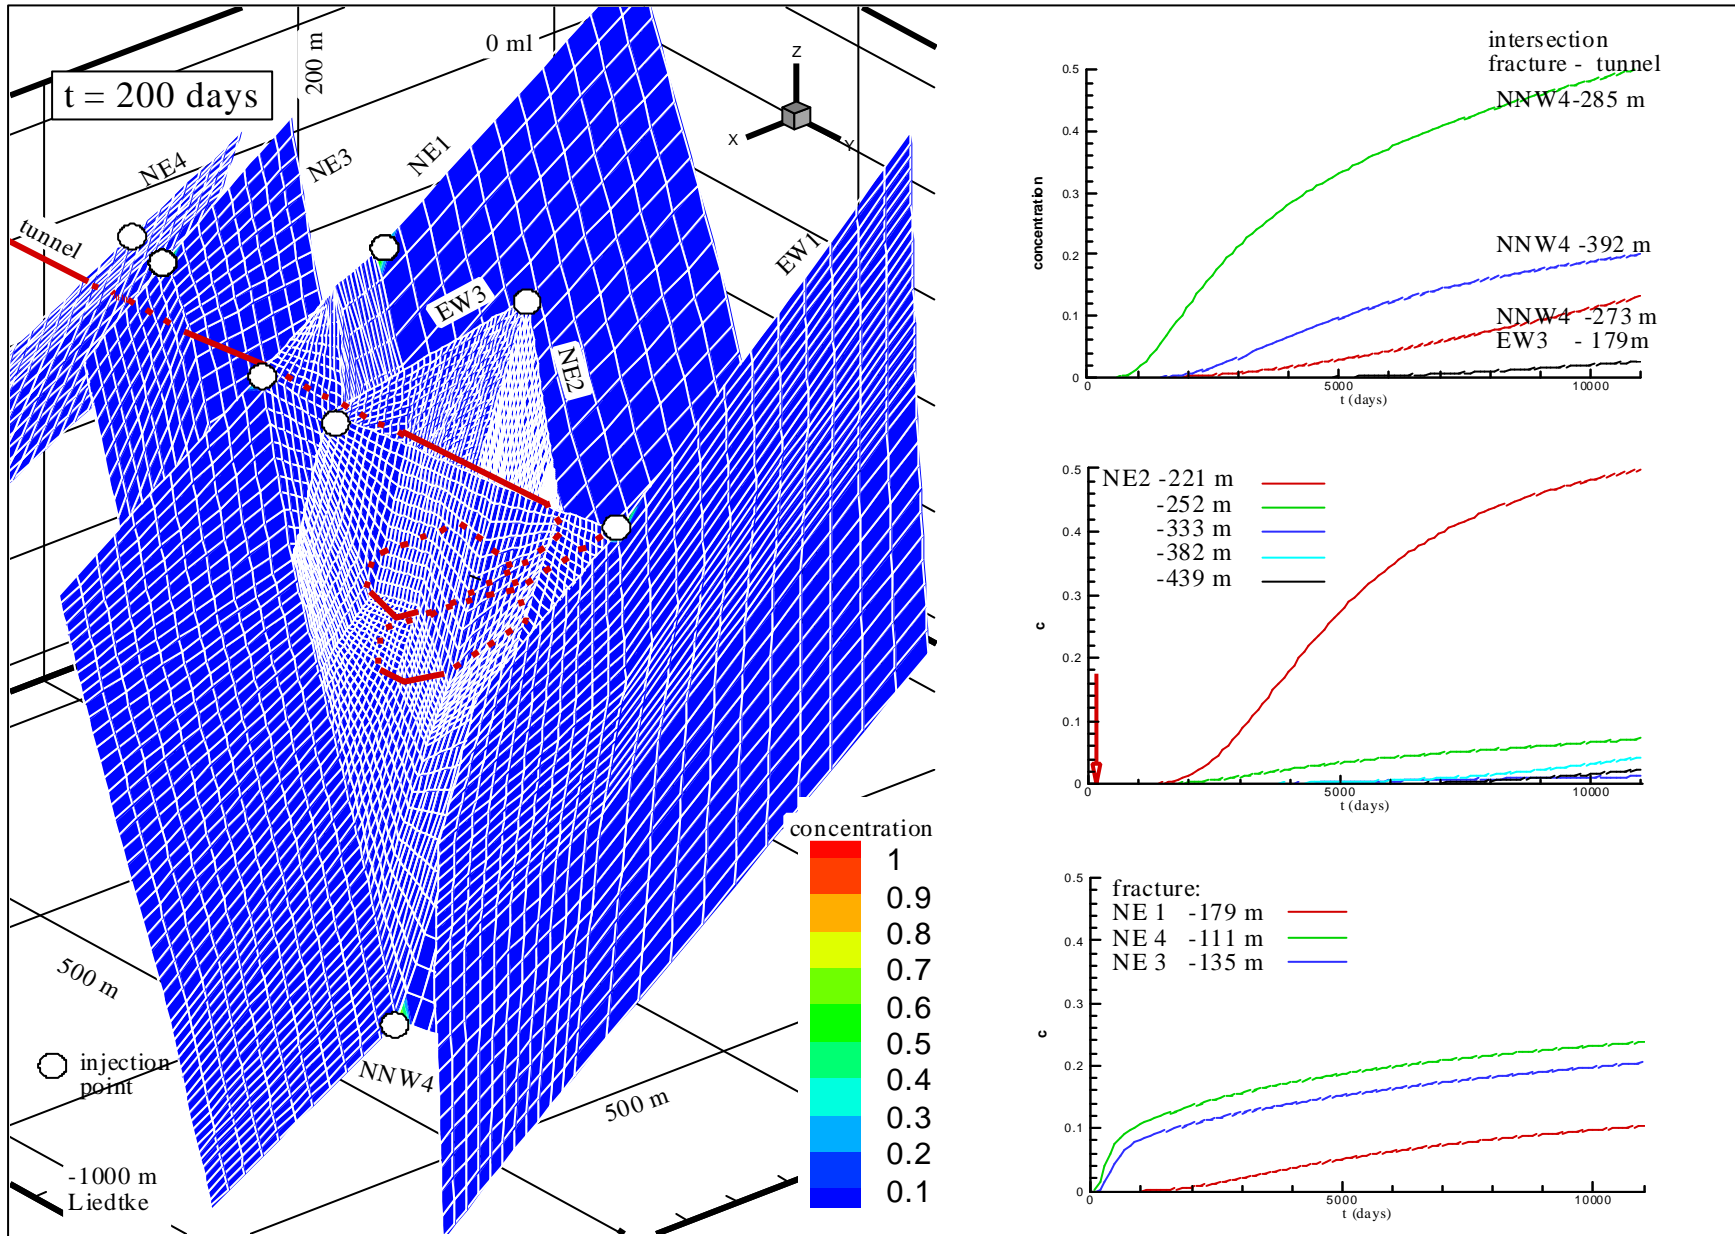 t = 200 days
200 m
0 ml
z
x
Y
NE4
NE3
NE1
tunnel
EW3
EW1
NE2
concentration
1
0.9
0.8
0.7
0.6
0.5
0.4
0.3
0.2
0.1
500 m
injection
point
NNW4
500 m
-1000 m
Liedtke
intersection
fracture - tunnel
NNW4-285 m
NNW4 -392 m
NNW4 -273 m
EW3 - 179m
concentration
0.5
0.4
0.3
0.2
0.1
0
0 5000 10000
t (days)
NE2 -221 m
-252 m
-333 m
-382 m
-439 m
c
0.5
0.4
0.3
0.2
0.1
0
0 5000 10000
t (days)
fracture:
NE 1 -179 m
NE 4 -111 m
NE 3 -135 m
c
0.5
0.4
0.3
0.2
0.1
0
0 5000 10000
t (days)